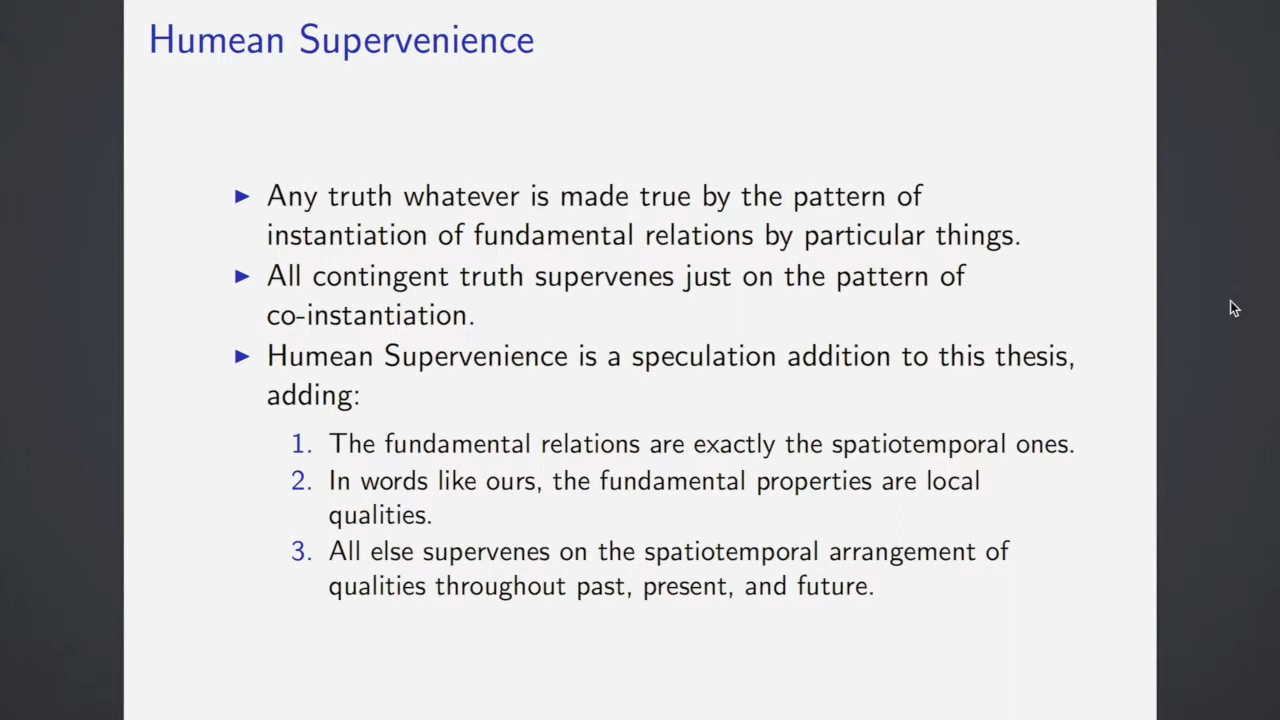 Humean Supervenience
▶ Any truth whatever is made true by the pattern of
instantiation of fundamental relations by particular things.
▶ All contingent truth supervenes just on the pattern of
co-instantiation.
▶ Humean Supervenience is a speculation addition to this thesis,
adding:
1. The fundamental relations are exactly the spatiotemporal ones.
2. In words like ours, the fundamental properties are local
qualities.
3. All else supervenes on the spatiotemporal arrangement of
qualities throughout past, present, and future.